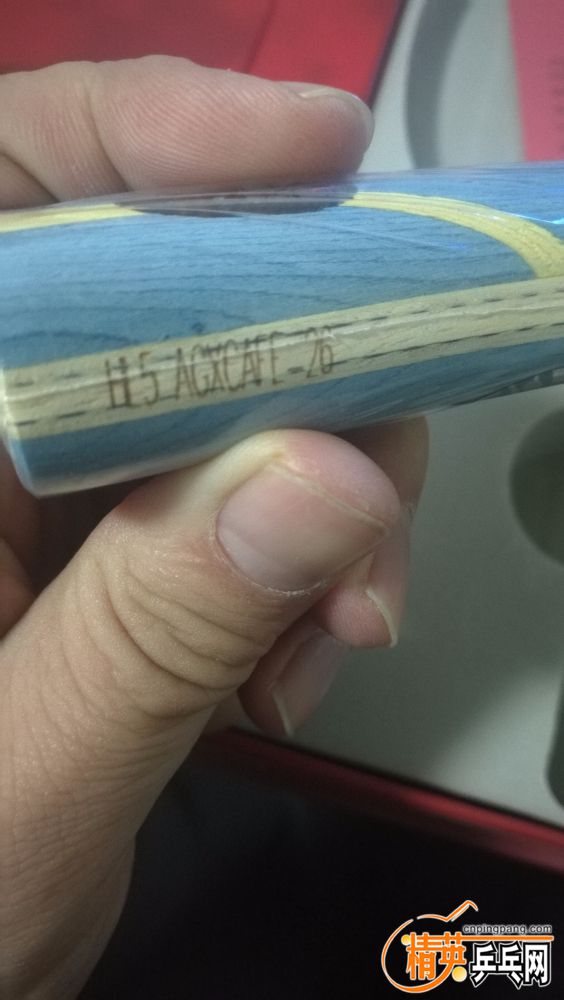 HL5 AGXCAFE-26
cnpingpang.com
精英乒乓网